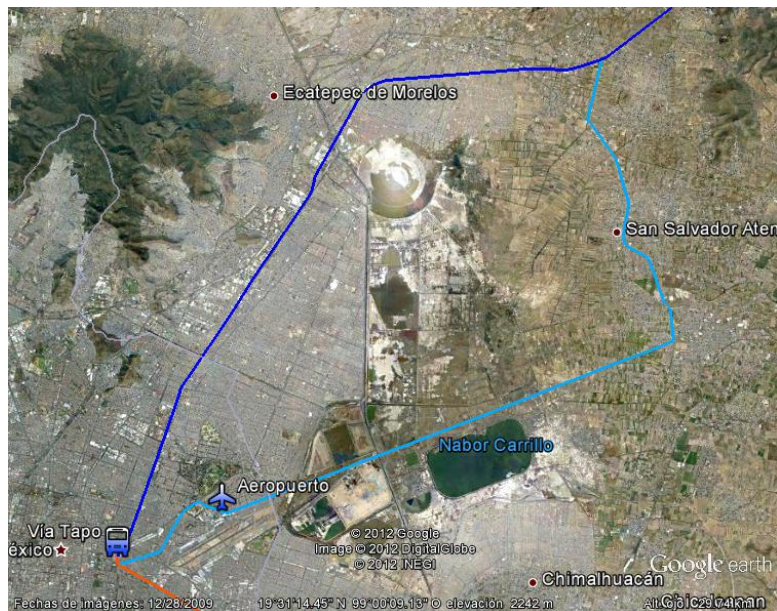 Ecatepec de Morelos
San Salvador Aten
Nabor Carrillo
Aeropuerto
Vía Tapo
éxico
© 2012 Google
Image © 2012 DigitalGlobe
© 2012 INEGI
Google earth
Chimalhuacán
Fechas de imágenes: 12/28/2009 19°31'14.45" N 99°00'09.13" O elevación 2242 m